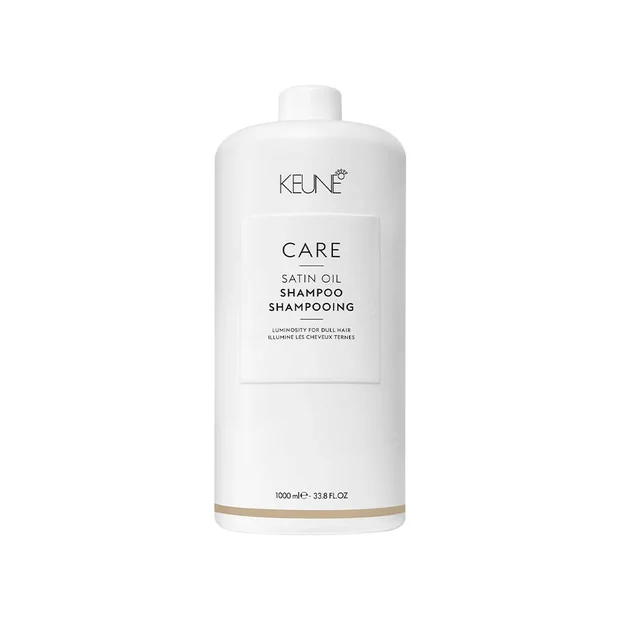 KEUNE
CARE
SATIN OIL
SHAMPOO
SHAMPOOING
LUMINOSITY FOR DULL HAIR
ILLUMINE LES CHEVEUX TERNES
1000 ml℮ - 33.8 FL.OZ